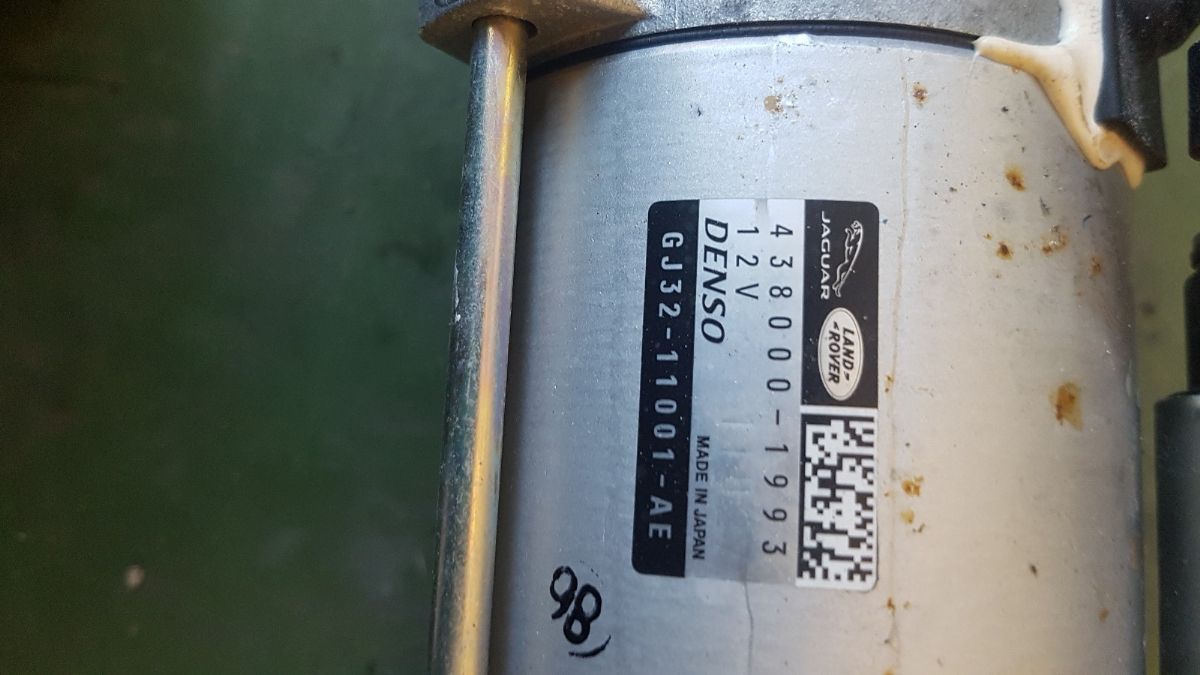 JAGUAR
LAND ROVER
438000-1993
12V
DENSO
MADE IN JAPAN
GJ32-11001-AE
98)